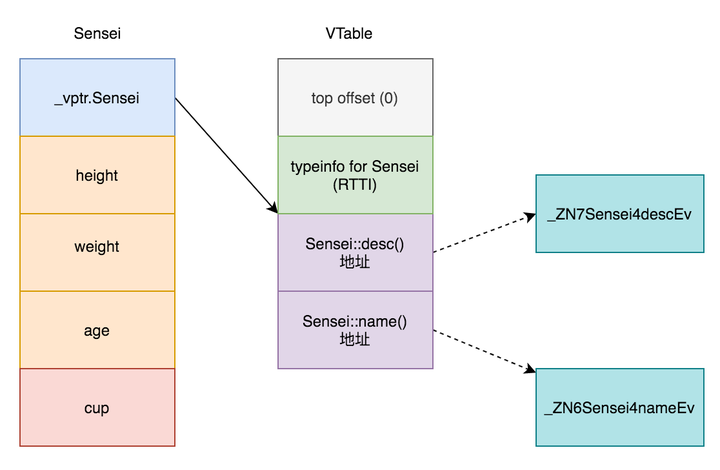 Sensei
VTable
_vptr.Sensei
height
weight
age
cup
top offset (0)
typeinfo for Sensei
(RTTI)
Sensei::desc()
地址
Sensei::name()
地址
_ZN7Sensei4descEv
_ZN6Sensei4nameEv